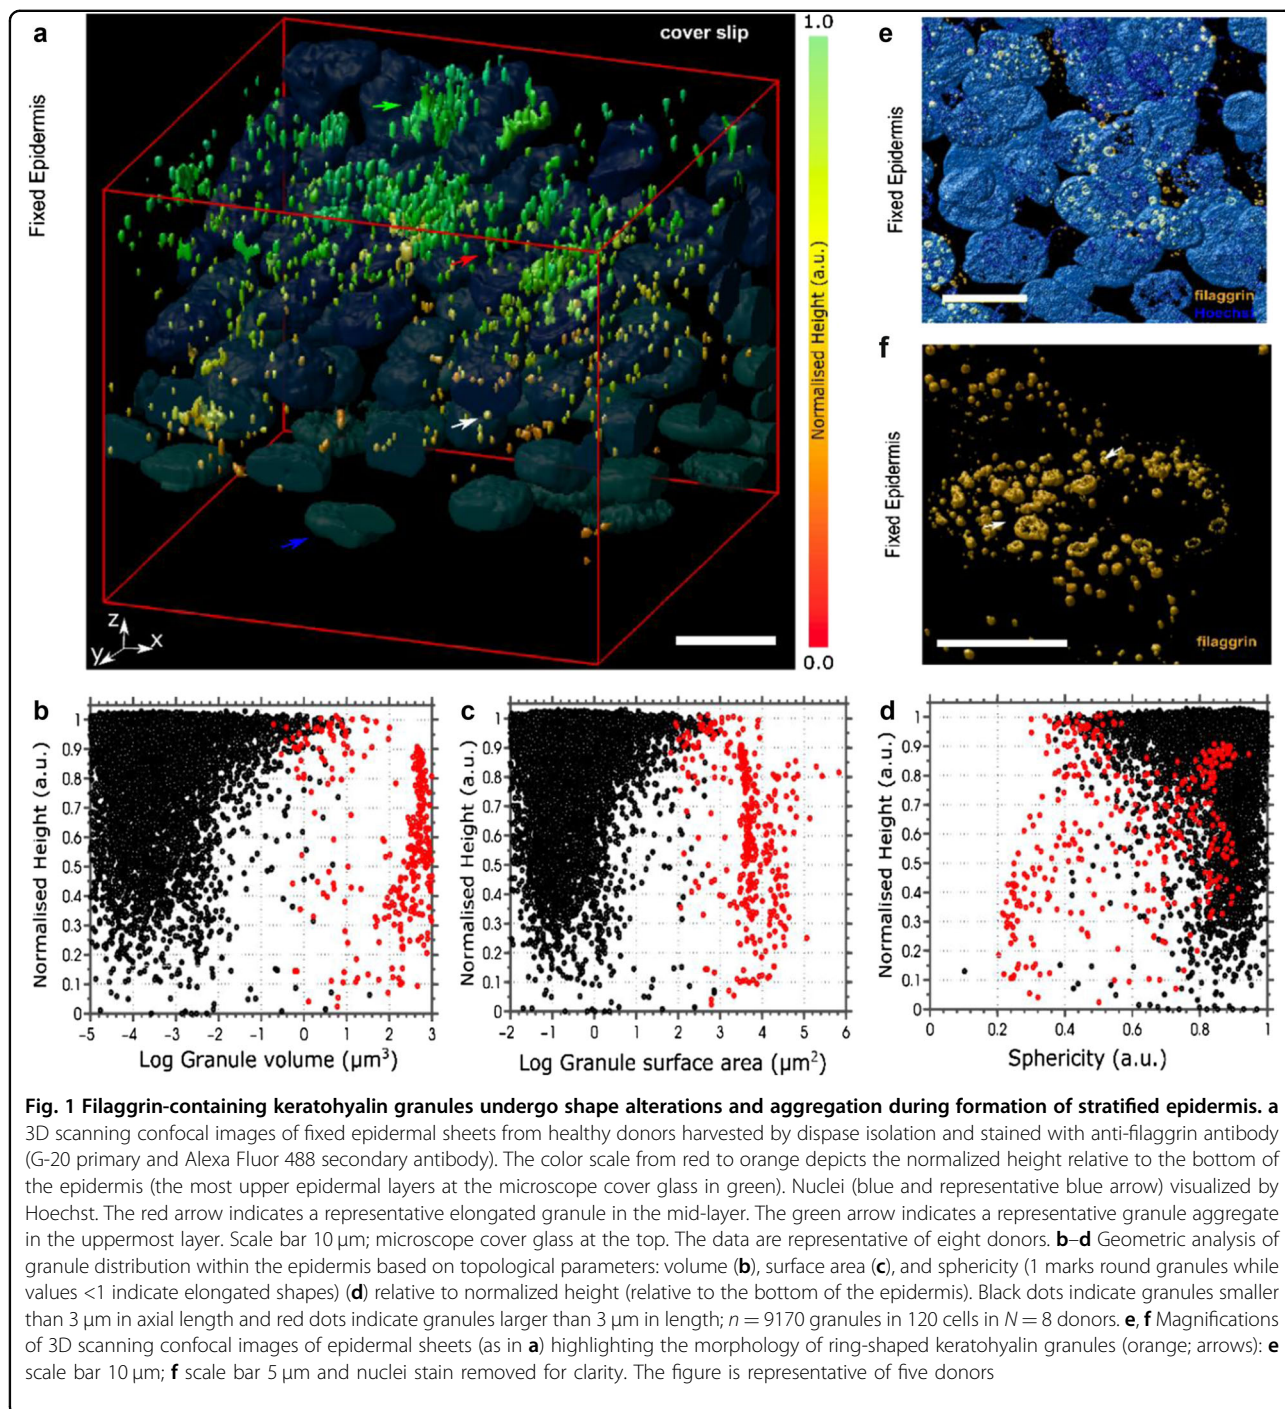 a
cover slip
1.0
Fixed Epidermis
Normalised Height (a.u.)
0.0
z
y
x
e
Fixed Epidermis
filaggrin
Hoechst
f
Fixed Epidermis
filaggrin
b
Normalised Height (a.u.)
1
0.9
0.8
0.7
0.6
0.5
0.4
0.3
0.2
0.1
0
-5 -4 -3 -2 -1 0 1 2 3
Log Granule volume (µm³)
c
Normalised Height (a.u.)
1
0.9
0.8
0.7
0.6
0.5
0.4
0.3
0.2
0.1
0
-2 -1 0 1 2 3 4 5 6
Log Granule surface area (µm²)
d
Normalised Height (a.u.)
1
0.9
0.8
0.7
0.6
0.5
0.4
0.3
0.2
0.1
0
0 0.2 0.4 0.6 0.8 1
Sphericity (a.u.)
Fig. 1 Filaggrin-containing keratohyalin granules undergo shape alterations and aggregation during formation of stratified epidermis. a
3D scanning confocal images of fixed epidermal sheets from healthy donors harvested by dispase isolation and stained with anti-filaggrin antibody
(G-20 primary and Alexa Fluor 488 secondary antibody). The color scale from red to orange depicts the normalized height relative to the bottom of
the epidermis (the most upper epidermal layers at the microscope cover glass in green). Nuclei (blue and representative blue arrow) visualized by
Hoechst. The red arrow indicates a representative elongated granule in the mid-layer. The green arrow indicates a representative granule aggregate
in the uppermost layer. Scale bar 10 µm; microscope cover glass at the top. The data are representative of eight donors. b–d Geometric analysis of
granule distribution within the epidermis based on topological parameters: volume (b), surface area (c), and sphericity (1 marks round granules while
values <1 indicate elongated shapes) (d) relative to normalized height (relative to the bottom of the epidermis). Black dots indicate granules smaller
than 3 µm in axial length and red dots indicate granules larger than 3 µm in length; n = 9170 granules in 120 cells in N = 8 donors. e, f Magnifications
of 3D scanning confocal images of epidermal sheets (as in a) highlighting the morphology of ring-shaped keratohyalin granules (orange; arrows): e
scale bar 10 µm; f scale bar 5 µm and nuclei stain removed for clarity. The figure is representative of five donors